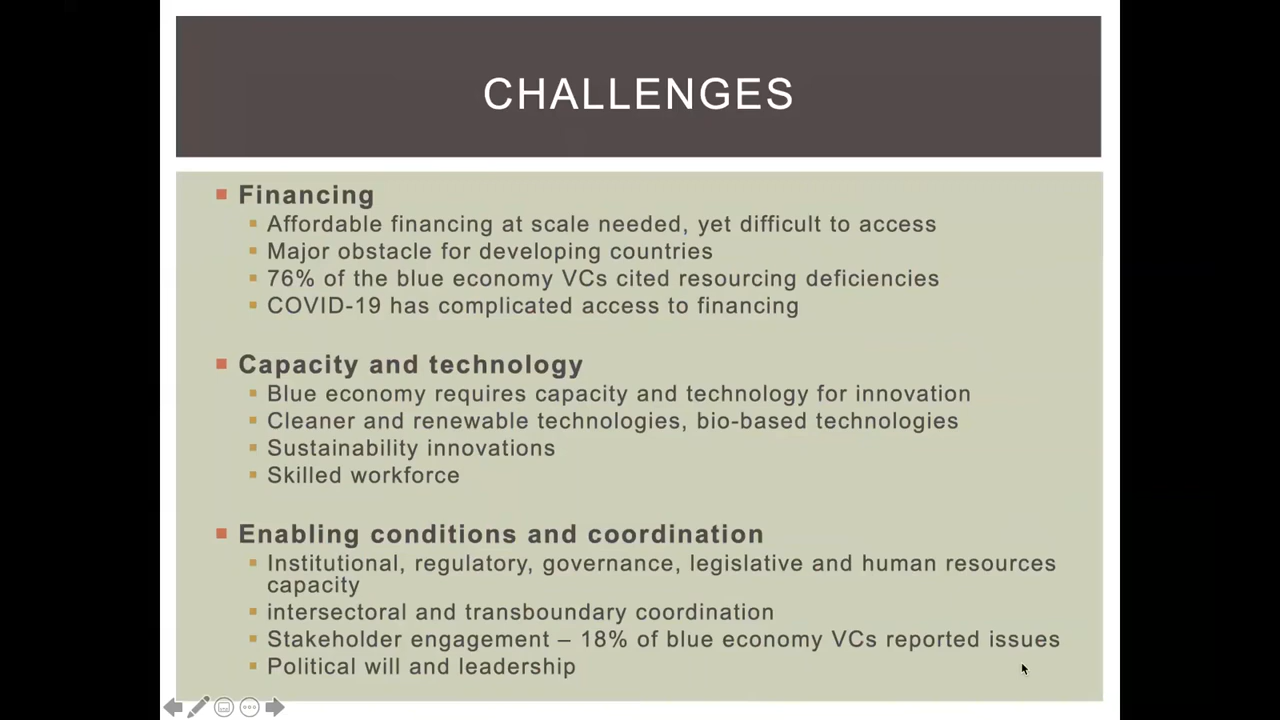 CHALLENGES
Financing
Affordable financing at scale needed, yet difficult to access
Major obstacle for developing countries
76% of the blue economy VCs cited resourcing deficiencies
COVID-19 has complicated access to financing
Capacity and technology
Blue economy requires capacity and technology for innovation
Cleaner and renewable technologies, bio-based technologies
Sustainability innovations
Skilled workforce
Enabling conditions and coordination
Institutional, regulatory, governance, legislative and human resources
capacity
intersectoral and transboundary coordination
Stakeholder engagement – 18% of blue economy VCs reported issues
Political will and leadership